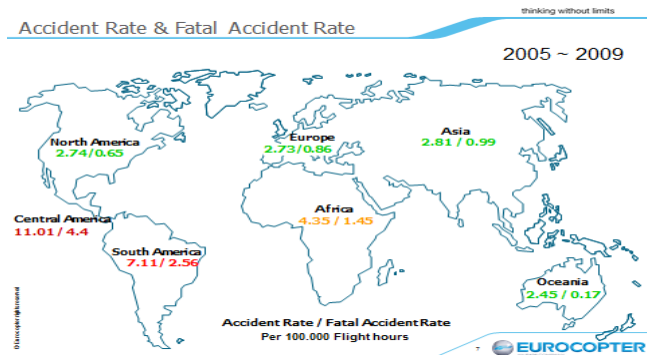 thinking without limits
Accident Rate & Fatal Accident Rate
2005 ~ 2009
North America
2.74/0.65
Europe
2.73/0.86
Asia
2.81 / 0.99
Africa
4.35 / 1.45
Central America
11.01 / 4.4
South America
7.11/ 2.56
Oceania
2.45 / 0.17
Accident Rate / Fatal Accident Rate
Per 100.000 Flight hours
7
EUROCOPTER